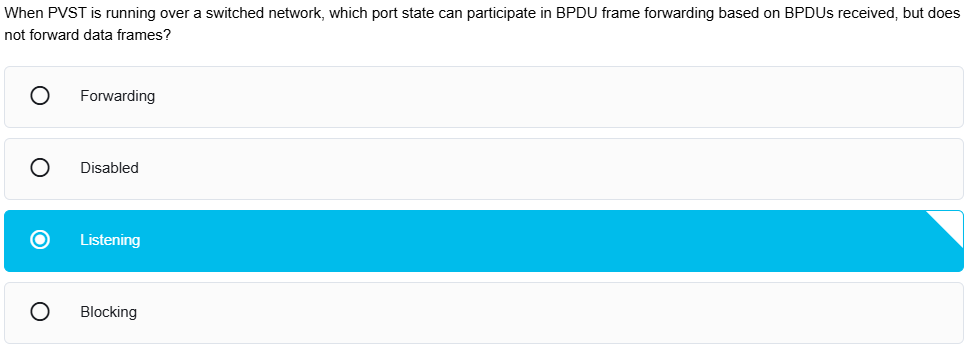 When PVST is running over a switched network, which port state can participate in BPDU frame forwarding based on BPDUs received, but does
not forward data frames?
Forwarding
Disabled
Listening
Blocking